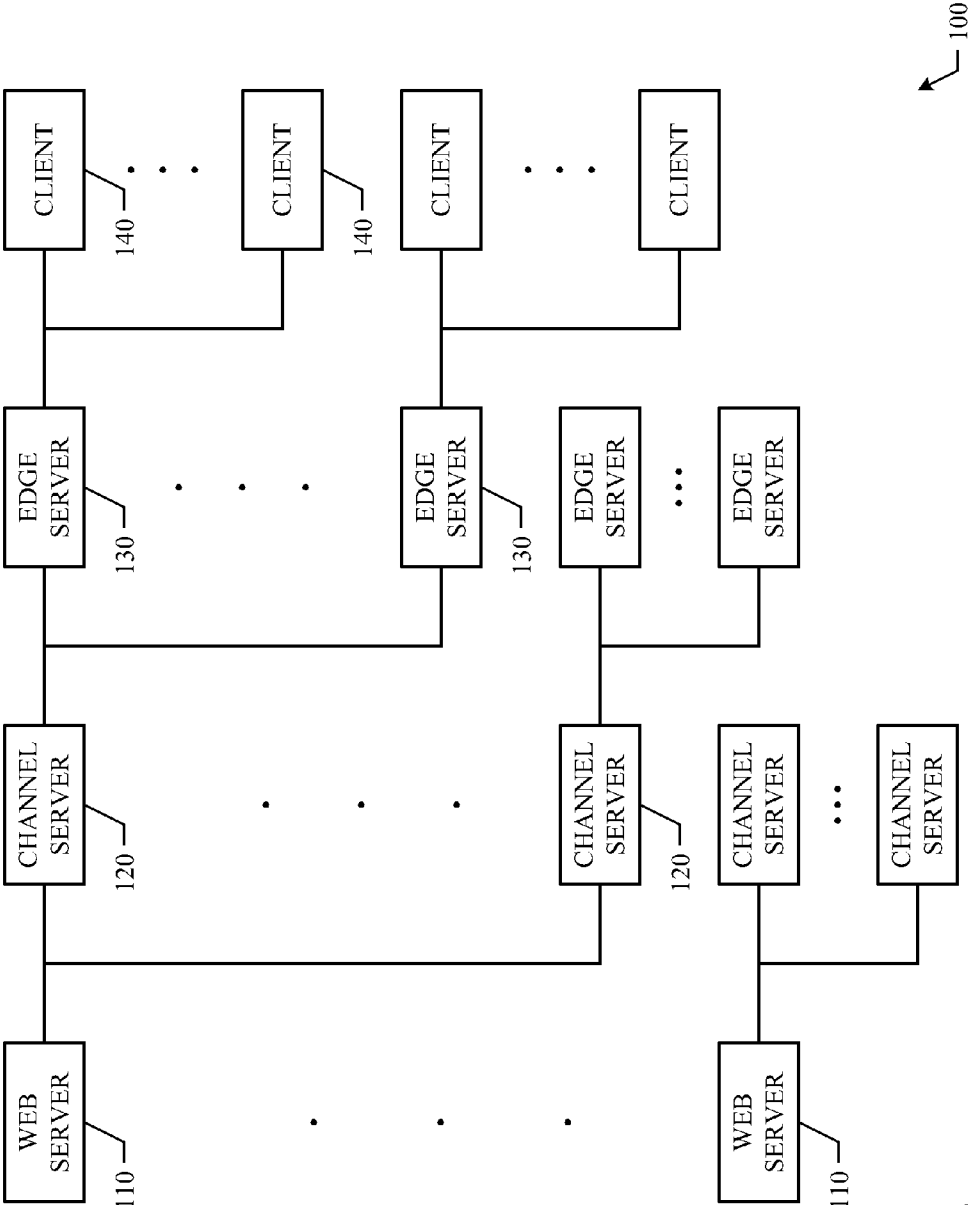 WEB
SERVER
110
CHANNEL
SERVER
120
EDGE
SERVER
130
CLIENT
140
CLIENT
140
EDGE
SERVER
130
CLIENT
CLIENT
CHANNEL
SERVER
120
EDGE
SERVER
EDGE
SERVER
WEB
SERVER
110
CHANNEL
SERVER
CHANNEL
SERVER
100